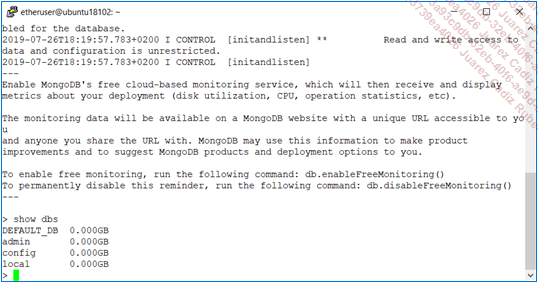 etheruser@ubuntu18102: ~
bled for the database.
2019-07-26T18:19:57.783+0200 I CONTROL  [initandlisten] **          Read and write access to
data and configuration is unrestricted.
2019-07-26T18:19:57.783+0200 I CONTROL  [initandlisten]
---
Enable MongoDB's free cloud-based monitoring service, which will then receive and display
metrics about your deployment (disk utilization, CPU, operation statistics, etc).
The monitoring data will be available on a MongoDB website with a unique URL accessible to yo
u
and anyone you share the URL with. MongoDB may use this information to make product
improvements and to suggest MongoDB products and deployment options to you.
To enable free monitoring, run the following command: db.enableFreeMonitoring()
To permanently disable this reminder, run the following command: db.disableFreeMonitoring()
---
> show dbs
DEFAULT_DB  0.000GB
admin       0.000GB
config      0.000GB
local       0.000GB
>